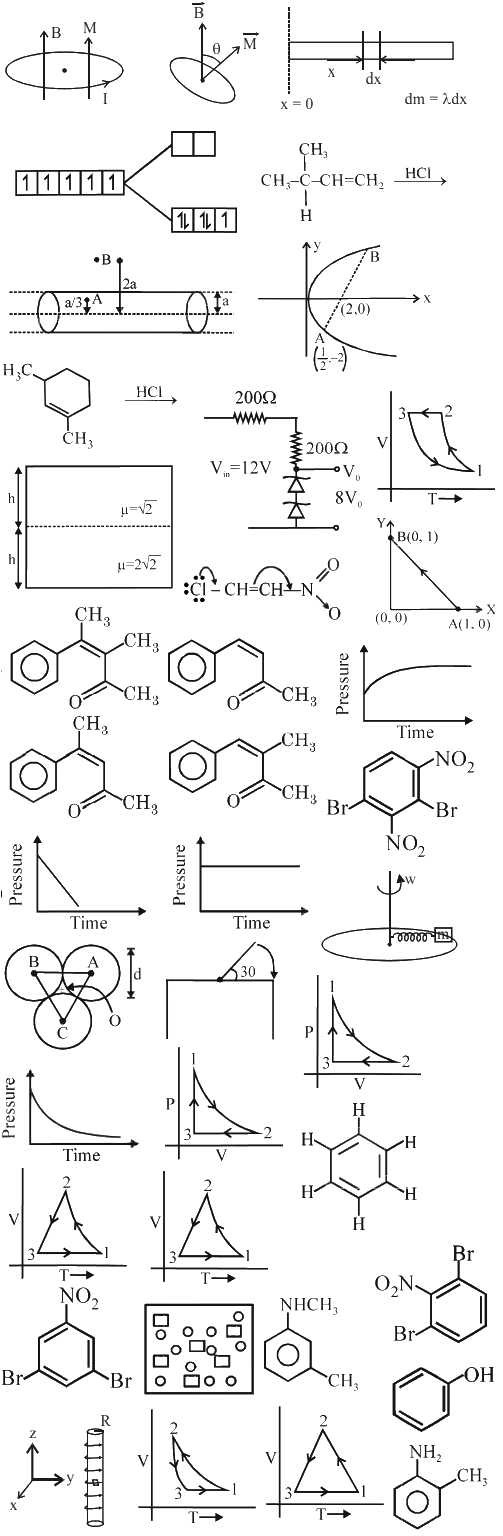 B M
I
B θ M
x dx
x = 0 dm = λdx
CH3
CH3–C–CH=CH2 HCl
H
B
2a
a/3 A a
y
B
x
(2,0)
A
(1/2,–2)
H3C
CH3
HCl
200Ω
200Ω
Vin=12V V0
8V0
V
3 2
1
T
h μ=√2
h μ=2√2
Cl–CH=CH–N
O
O
Y
B(0, 1)
(0, 0) A(1, 0) X
CH3
CH3
O CH3
O CH3
Pressure
Time
CH3
O CH3
CH3
O CH3
NO2
Br Br
NO2
Pressure
Time
Pressure
Time
w
m
B A d
C O
30
P
1
3 2
V
Pressure
Time
P
1
3 2
V
H
H H
H H
H
V
2
3 1
T
V
2
3 1
T
NO2
Br Br
NHCH3
CH3
Br
O2N
Br
OH
z
y
x
R
V
2
3 1
T
V
2
3 1
T
NH2
CH3